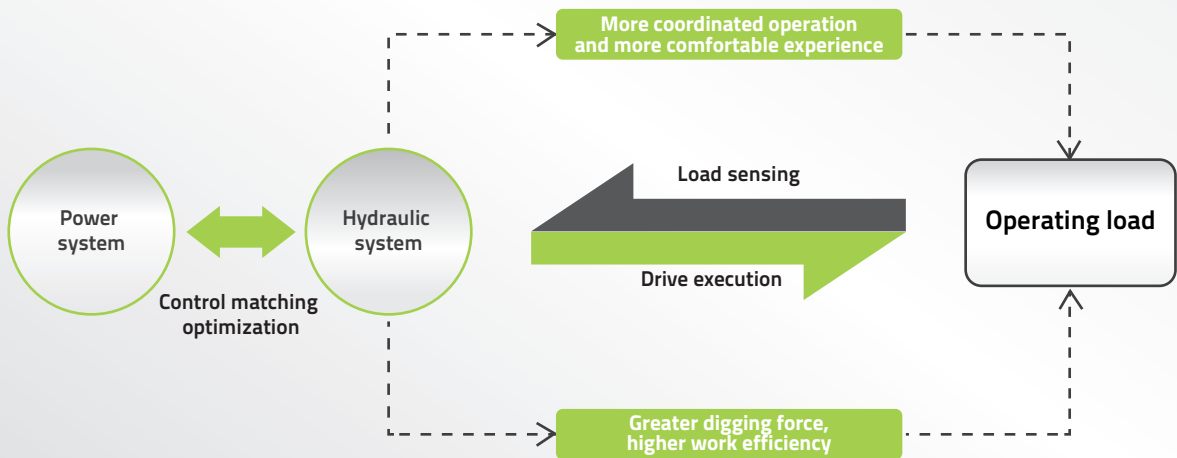 More coordinated operation
and more comfortable experience
Power
system
Hydraulic
system
Control matching
optimization
Load sensing
Drive execution
Operating load
Greater digging force,
higher work efficiency